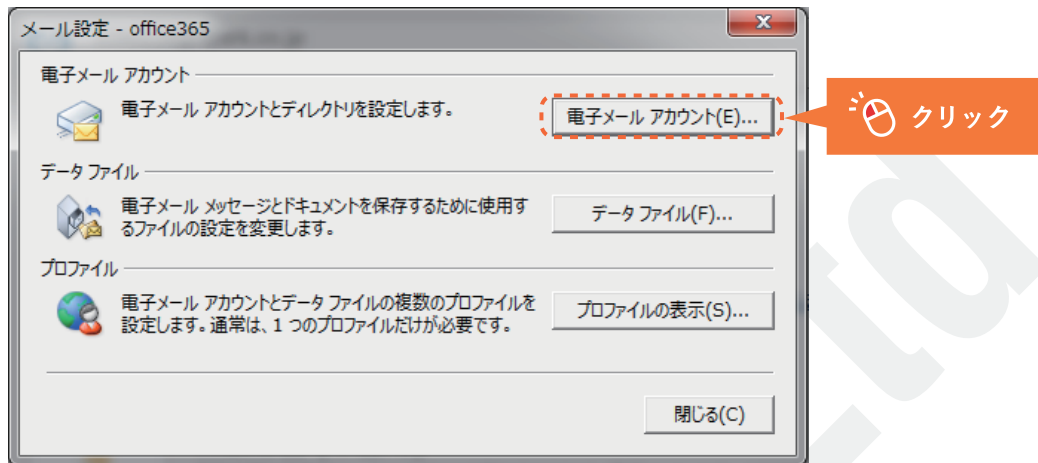 メール設定 - office365
電子メール アカウント
電子メール アカウントとディレクトリを設定します。
電子メール アカウント(E)...
クリック
データ ファイル
電子メール メッセージとドキュメントを保存するために使用す
るファイルの設定を変更します。
データ ファイル(F)...
プロファイル
電子メール アカウントとデータ ファイルの複数のプロファイルを
設定します。通常は、1 つのプロファイルだけが必要です。
プロファイルの表示(S)...
閉じる(C)
td